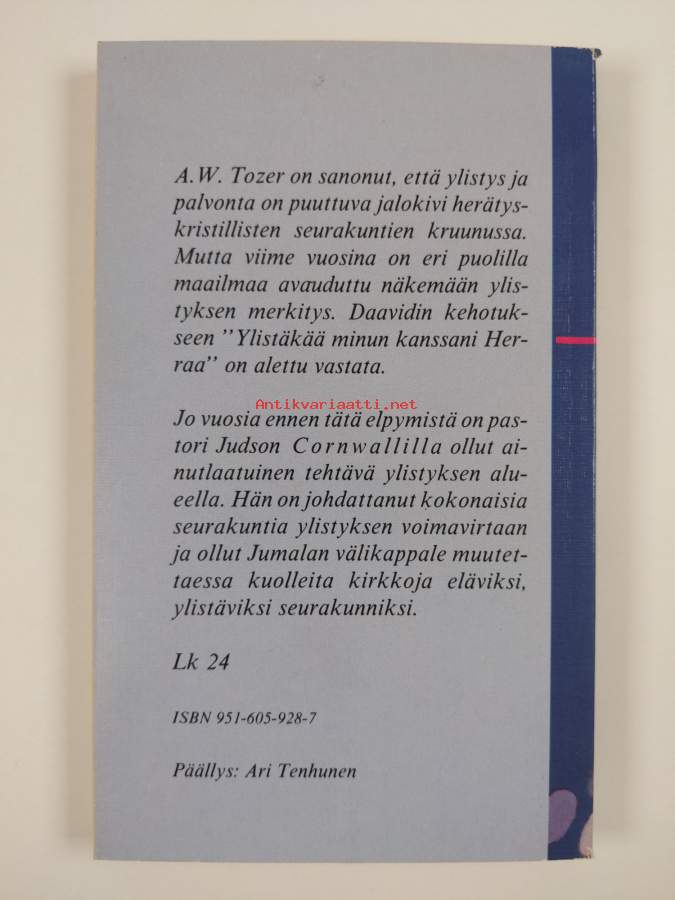 A.W. Tozer on sanonut, että ylistys ja
palvonta on puuttuva jalokivi herätys-
kristillisten seurakuntien kruunussa.
Mutta viime vuosina on eri puolilla
maailmaa avauduttu näkemään ylis-
tyksen merkitys. Daavidin kehotuk-
seen ”Ylistäkää minun kanssani Her-
raa” on alettu vastata.
Antikvariaatti.net
Jo vuosia ennen tätä elpymistä on pas-
tori Judson Cornwallilla ollut ai-
nutlaatuinen tehtävä ylistyksen alu-
eella. Hän on johdattanut kokonaisia
seurakuntia ylistyksen voimavirtaan
ja ollut Jumalan välikappale muutet-
taessa kuolleita kirkkoja eläviksi,
ylistäviksi seurakunniksi.
Lk 24
ISBN 951-605-928-7
Päällys: Ari Tenhunen